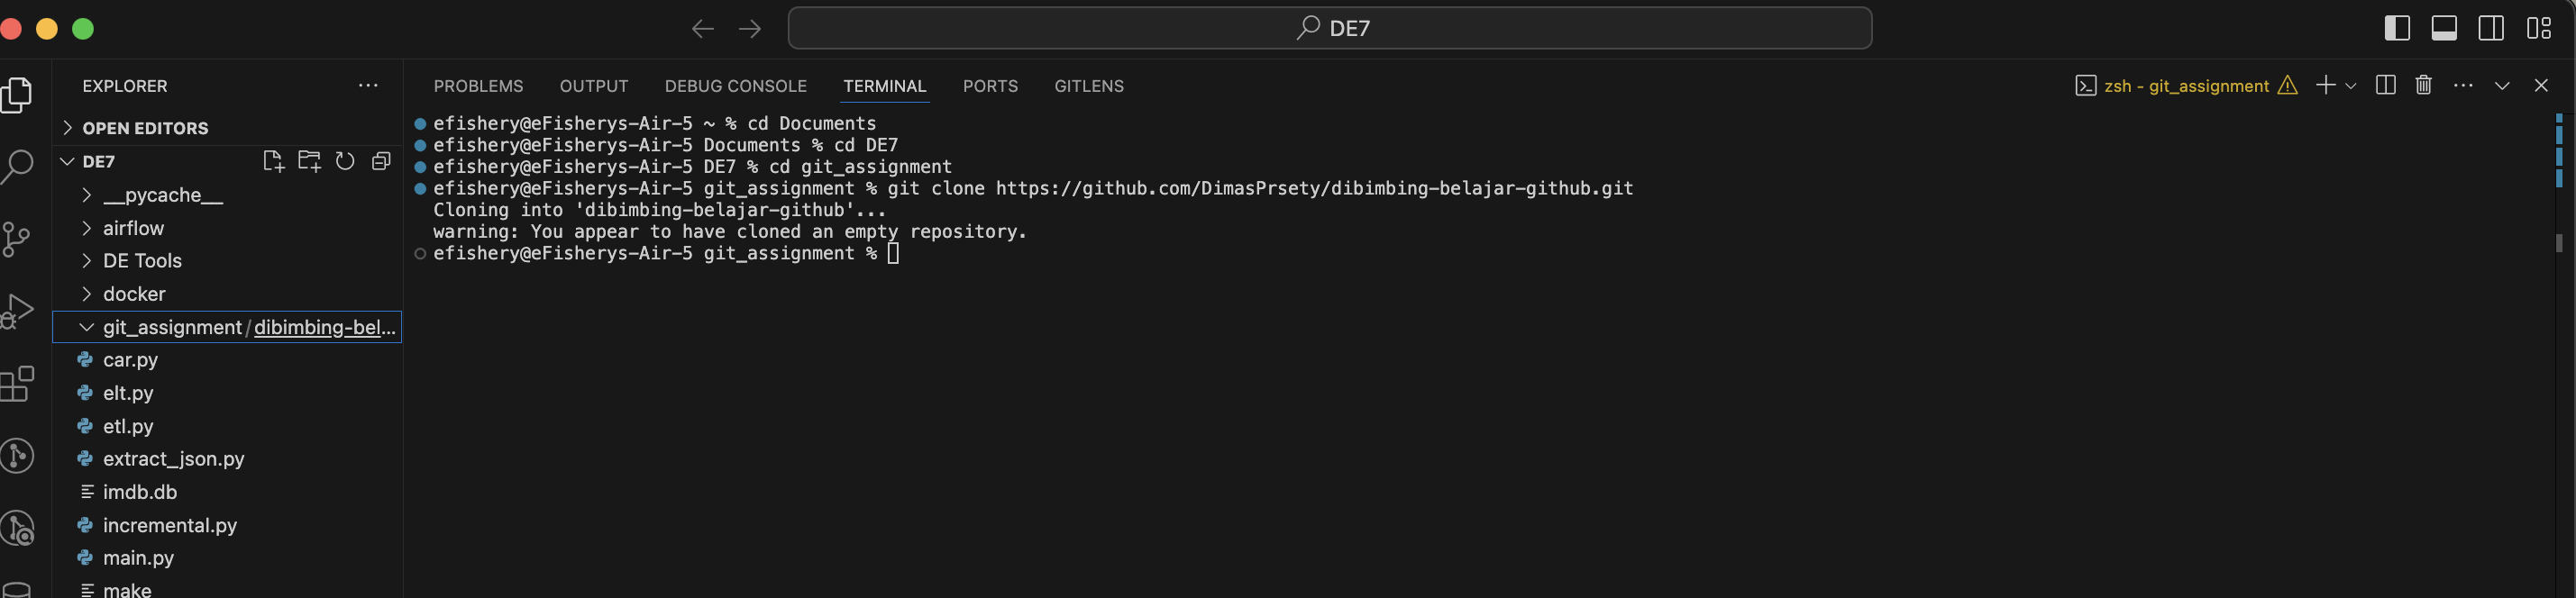 DE7
EXPLORER
OPEN EDITORS
DE7
__pycache__
airflow
DE Tools
docker
git_assignment / dibimbing-bel...
car.py
elt.py
etl.py
extract_json.py
imdb.db
incremental.py
main.py
make
PROBLEMS OUTPUT DEBUG CONSOLE TERMINAL PORTS GITLENS
zsh - git_assignment
efishery@eFisherys-Air-5 ~ % cd Documents
efishery@eFisherys-Air-5 Documents % cd DE7
efishery@eFisherys-Air-5 DE7 % cd git_assignment
efishery@eFisherys-Air-5 git_assignment % git clone https://github.com/DimasPrsety/dibimbing-belajar-github.git
Cloning into 'dibimbing-belajar-github'...
warning: You appear to have cloned an empty repository.
efishery@eFisherys-Air-5 git_assignment %